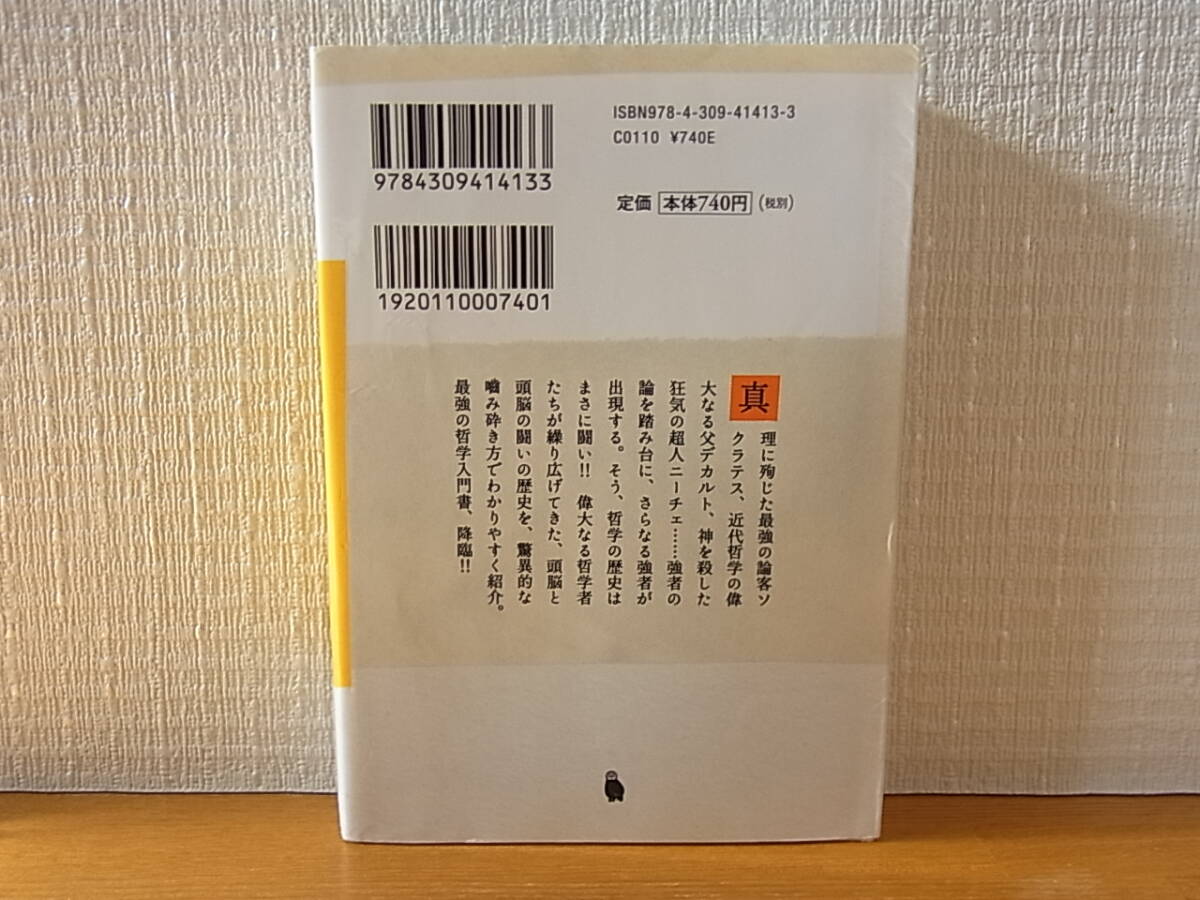 ISBN978-4-309-41413-3
C0110 ¥740E
9784309414133
定価 本体740円 (税別)
1920110007401
真
理に殉じた最強の論客ソ
クラテス、近代哲学の偉
大なる父デカルト、神を殺した
狂気の超人ニーチェ……強者の
論を踏み台に、さらなる強者が
出現する。そう、哲学の歴史は
まさに闘い!! 偉大なる哲学者
たちが繰り広げてきた、頭脳と
頭脳の闘いの歴史を、驚異的な
噛み砕き方でわかりやすく紹介。
最強の哲学入門書、降臨!!